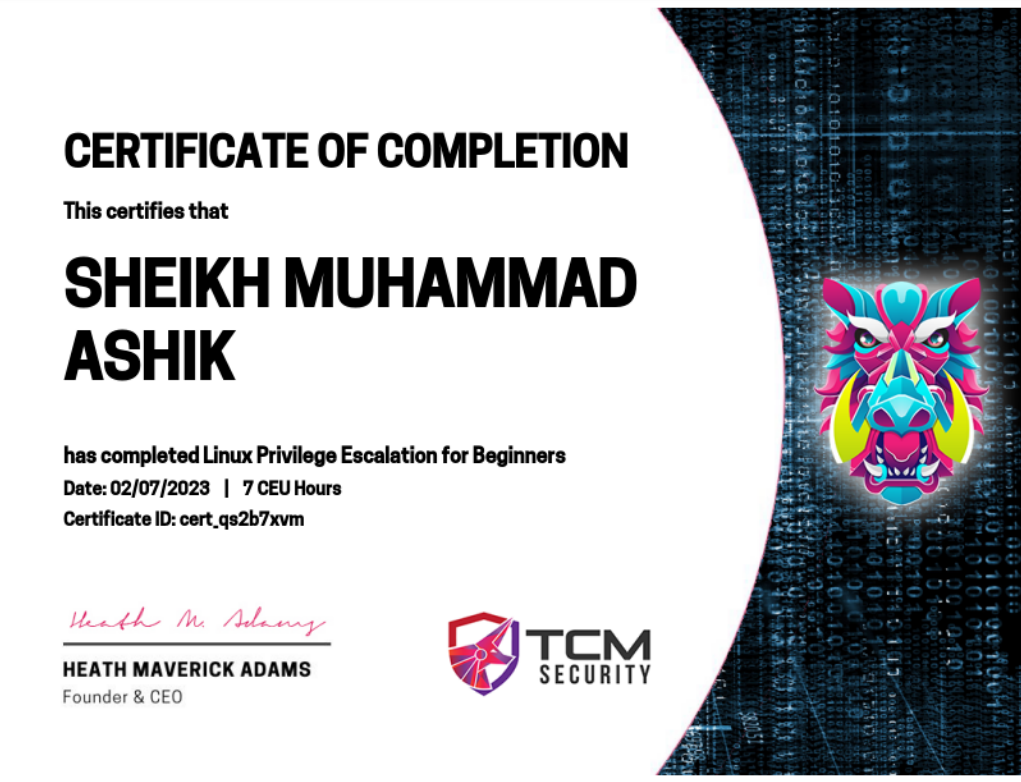 CERTIFICATE OF COMPLETION
This certifies that
SHEIKH MUHAMMAD
ASHIK
has completed Linux Privilege Escalation for Beginners
Date: 02/07/2023 | 7 CEU Hours
Certificate ID: cert_qs2b7xvm
Heath M. Adams
HEATH MAVERICK ADAMS
Founder & CEO
TCM
SECURITY